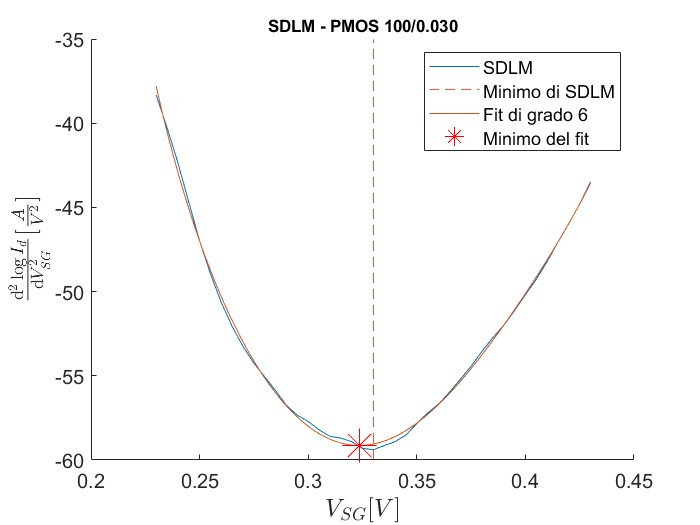 SDLM - PMOS 100/0.030
-35
-40
-45
-50
-55
-60
0.2
0.25
0.3
0.35
0.4
0.45
SDLM
Minimo di SDLM
Fit di grado 6
Minimo del fit
d² log I_d / dV²_SG [A/V²]
V_SG[V]